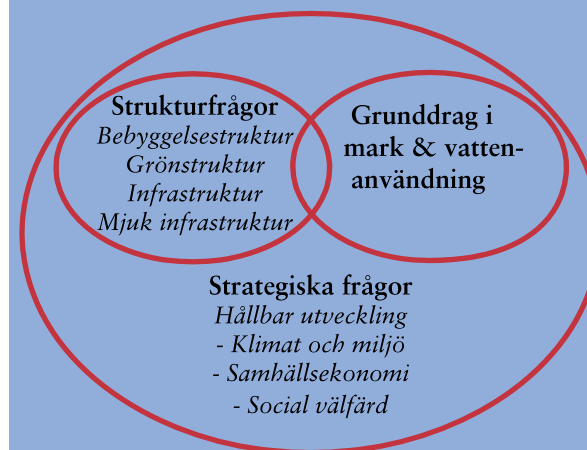 Strukturfrågor
Bebyggelsestruktur
Grönstruktur
Infrastruktur
Mjuk infrastruktur
Grunddrag i
mark & vatten-
användning
Strategiska frågor
Hållbar utveckling
- Klimat och miljö
- Samhällsekonomi
- Social välfärd